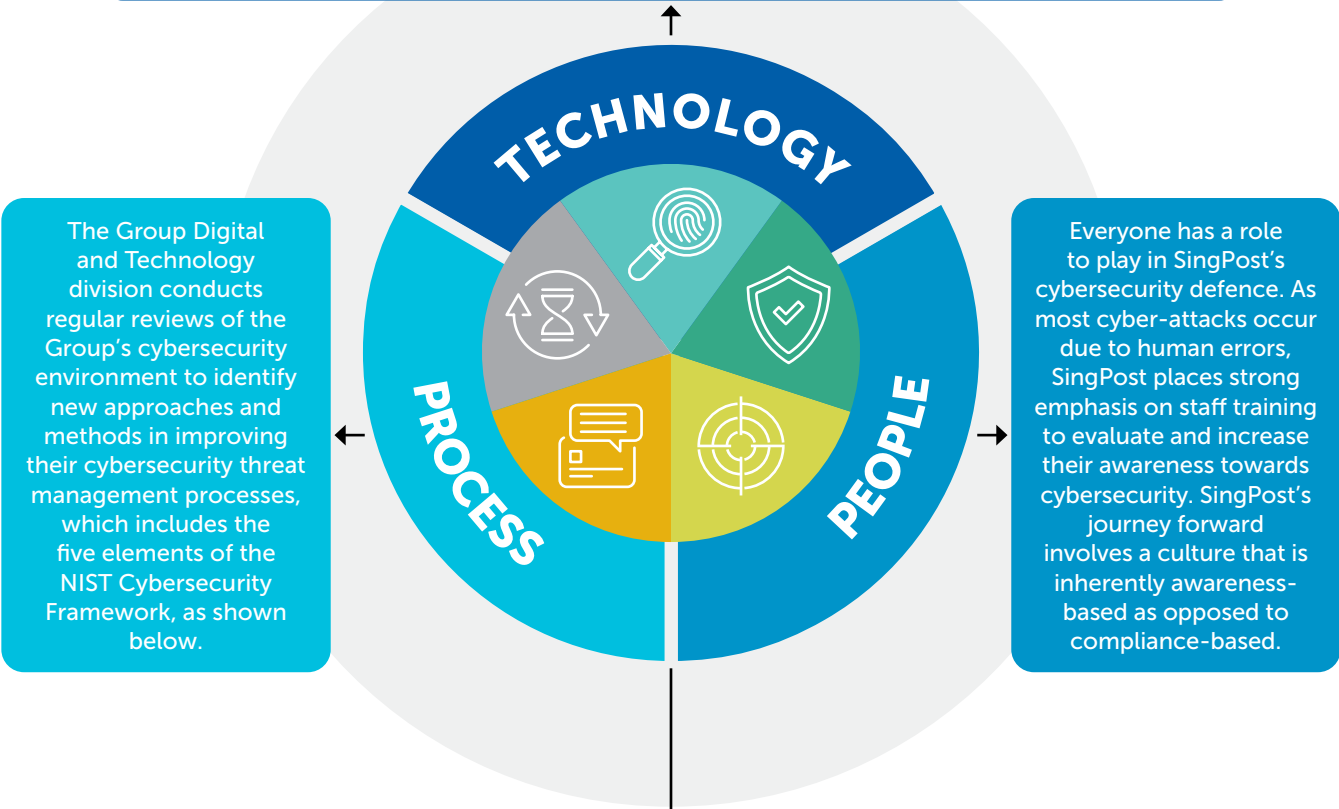 TECHNOLOGY
The Group Digital
and Technology
division conducts
regular reviews of the
Group’s cybersecurity
environment to identify
new approaches and
methods in improving
their cybersecurity threat
management processes,
which includes the
five elements of the
NIST Cybersecurity
Framework, as shown
below.
PROCESS
PEOPLE
Everyone has a role
to play in SingPost’s
cybersecurity defence. As
most cyber-attacks occur
due to human errors,
SingPost places strong
emphasis on staff training
to evaluate and increase
their awareness towards
cybersecurity. SingPost’s
journey forward
involves a culture that is
inherently awareness-
based as opposed to
compliance-based.